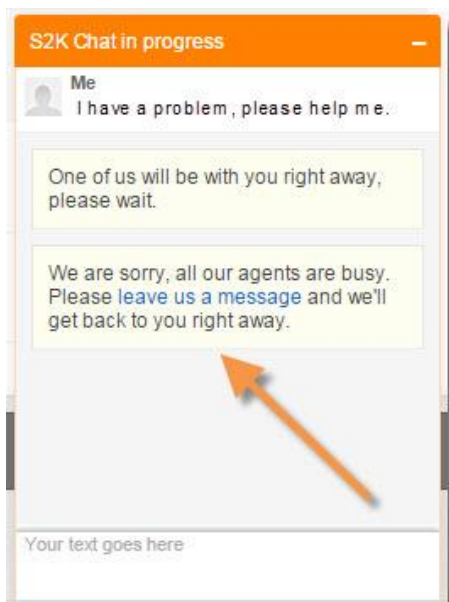 S2K Chat in progress
Me
I have a problem, please help me.
One of us will be with you right away,
please wait.
We are sorry, all our agents are busy.
Please leave us a message and we'll
get back to you right away.
Your text goes here